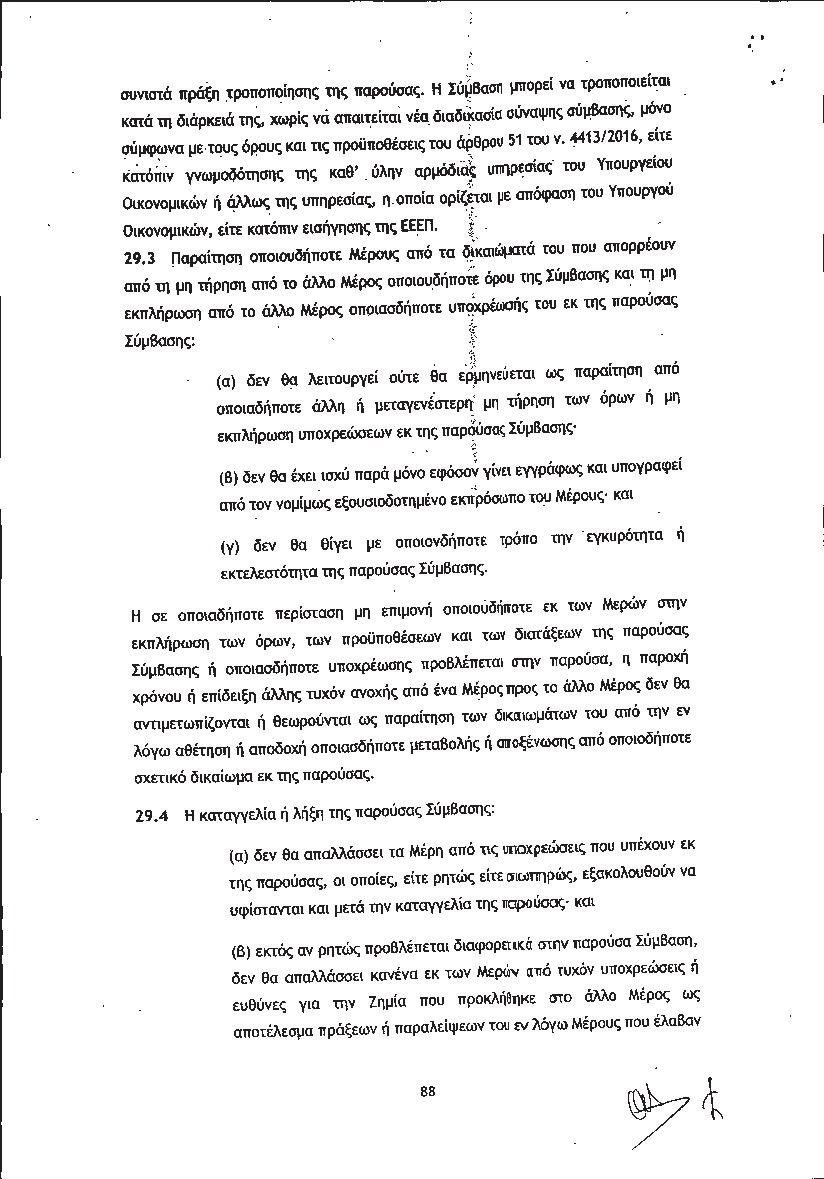 συνιστά πράξη τροποποίησης της παρούσας. Η Σύμβαση μπορεί να τροποποιείται
κατά τη διάρκειά της, χωρίς να απαιτείται νέα διαδικασία σύναψης σύμβασης, μόνο
σύμφωνα με τους όρους και τις προϋποθέσεις του άρθρου 51 του ν. 4413/2016, είτε
κατόπιν γνωμοδότησης της καθ' ύλην αρμόδιας υπηρεσίας του Υπουργείου
Οικονομικών ή άλλως της υπηρεσίας, η οποία ορίζεται με απόφαση του Υπουργού
Οικονομικών, είτε κατόπιν εισήγησης της ΕΕΕΠ.
29.3 Παραίτηση οποιουδήποτε Μέρους από τα δικαιώματά του που απορρέουν
από τη μη τήρηση από το άλλο Μέρος οποιουδήποτε όρου της Σύμβασης και τη μη
εκπλήρωση από το άλλο Μέρος οποιασδήποτε υποχρέωσής του εκ της παρούσας
Σύμβασης:
(α) δεν θα λειτουργεί ούτε θα ερμηνεύεται ως παραίτηση από
οποιαδήποτε άλλη ή μεταγενέστερη μη τήρηση των όρων ή μη
εκπλήρωση υποχρεώσεων εκ της παρούσας Σύμβασης·
(β) δεν θα έχει ισχύ παρά μόνο εφόσον γίνει εγγράφως και υπογραφεί
από τον νομίμως εξουσιοδοτημένο εκπρόσωπο του Μέρους· και
(γ) δεν θα θίγει με οποιονδήποτε τρόπο την εγκυρότητα ή
εκτελεστότητα της παρούσας Σύμβασης.
Η σε οποιαδήποτε περίσταση μη επιμονή οποιουδήποτε εκ των Μερών στην
εκπλήρωση των όρων, των προϋποθέσεων και των διατάξεων της παρούσας
Σύμβασης ή οποιασδήποτε υποχρέωσης προβλέπεται στην παρούσα, η παροχή
χρόνου ή επίδειξη άλλης τυχόν ανοχής από ένα Μέρος προς το άλλο Μέρος δεν θα
αντιμετωπίζονται ή θεωρούνται ως παραίτηση των δικαιωμάτων του από την εν
λόγω αθέτηση ή αποδοχή οποιασδήποτε μεταβολής ή αποξένωσης από οποιοδήποτε
σχετικό δικαίωμα εκ της παρούσας.
29.4 Η καταγγελία ή λήξη της παρούσας Σύμβασης:
(α) δεν θα απαλλάσσει τα Μέρη από τις υποχρεώσεις που υπέχουν εκ
της παρούσας, οι οποίες, είτε ρητώς είτε σιωπηρώς, εξακολουθούν να
υφίστανται και μετά την καταγγελία της παρούσας· και
(β) εκτός αν ρητώς προβλέπεται διαφορετικά στην παρούσα Σύμβαση,
δεν θα απαλλάσσει κανένα εκ των Μερών από τυχόν υποχρεώσεις ή
ευθύνες για την Ζημία που προκλήθηκε στο άλλο Μέρος ως
αποτέλεσμα πράξεων ή παραλείψεων του εν λόγω Μέρους που έλαβαν
88